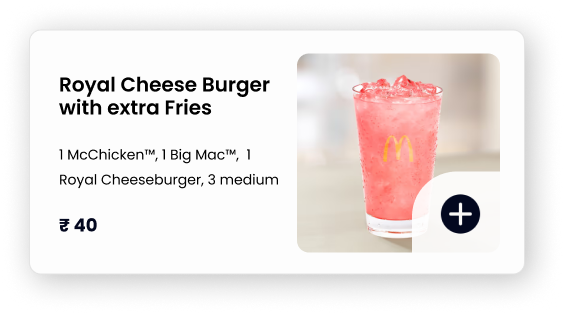 Royal Cheese Burger
with extra Fries
1 McChicken™, 1 Big Mac™, 1
Royal Cheeseburger, 3 medium
₹ 40